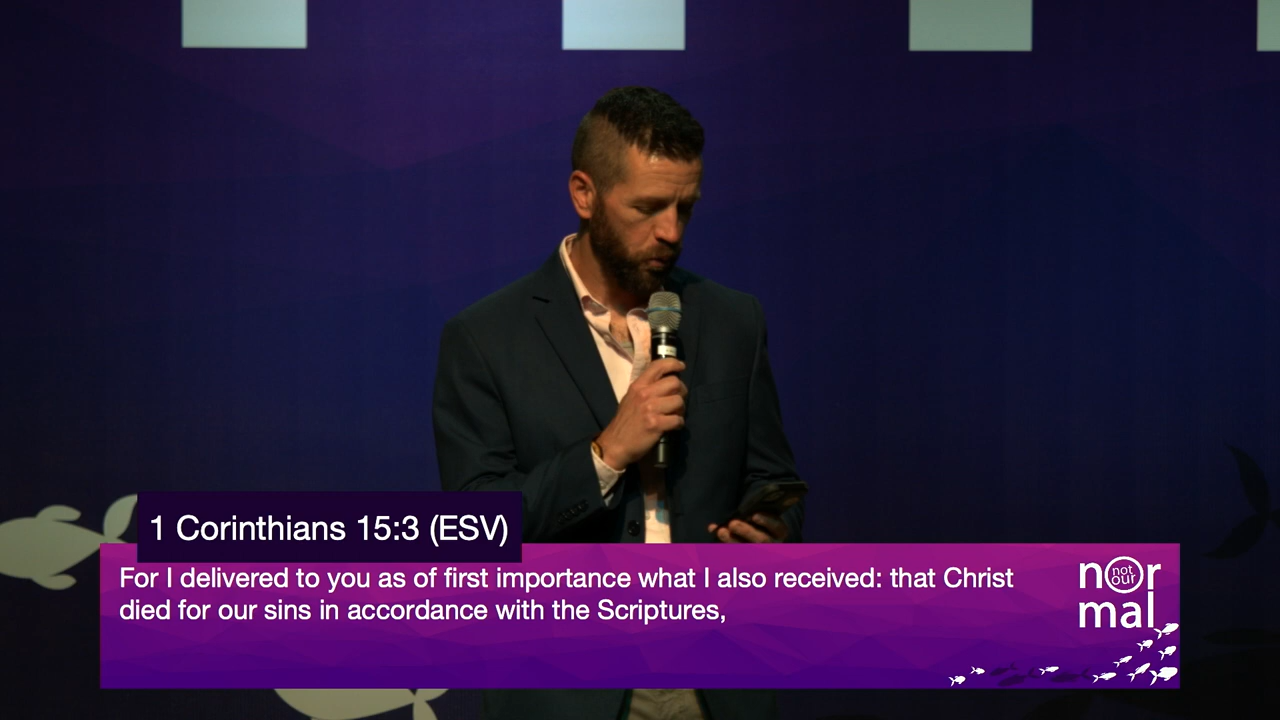 1 Corinthians 15:3 (ESV)
For I delivered to you as of first importance what I also received: that Christ
died for our sins in accordance with the Scriptures,
nor
not
our
mal